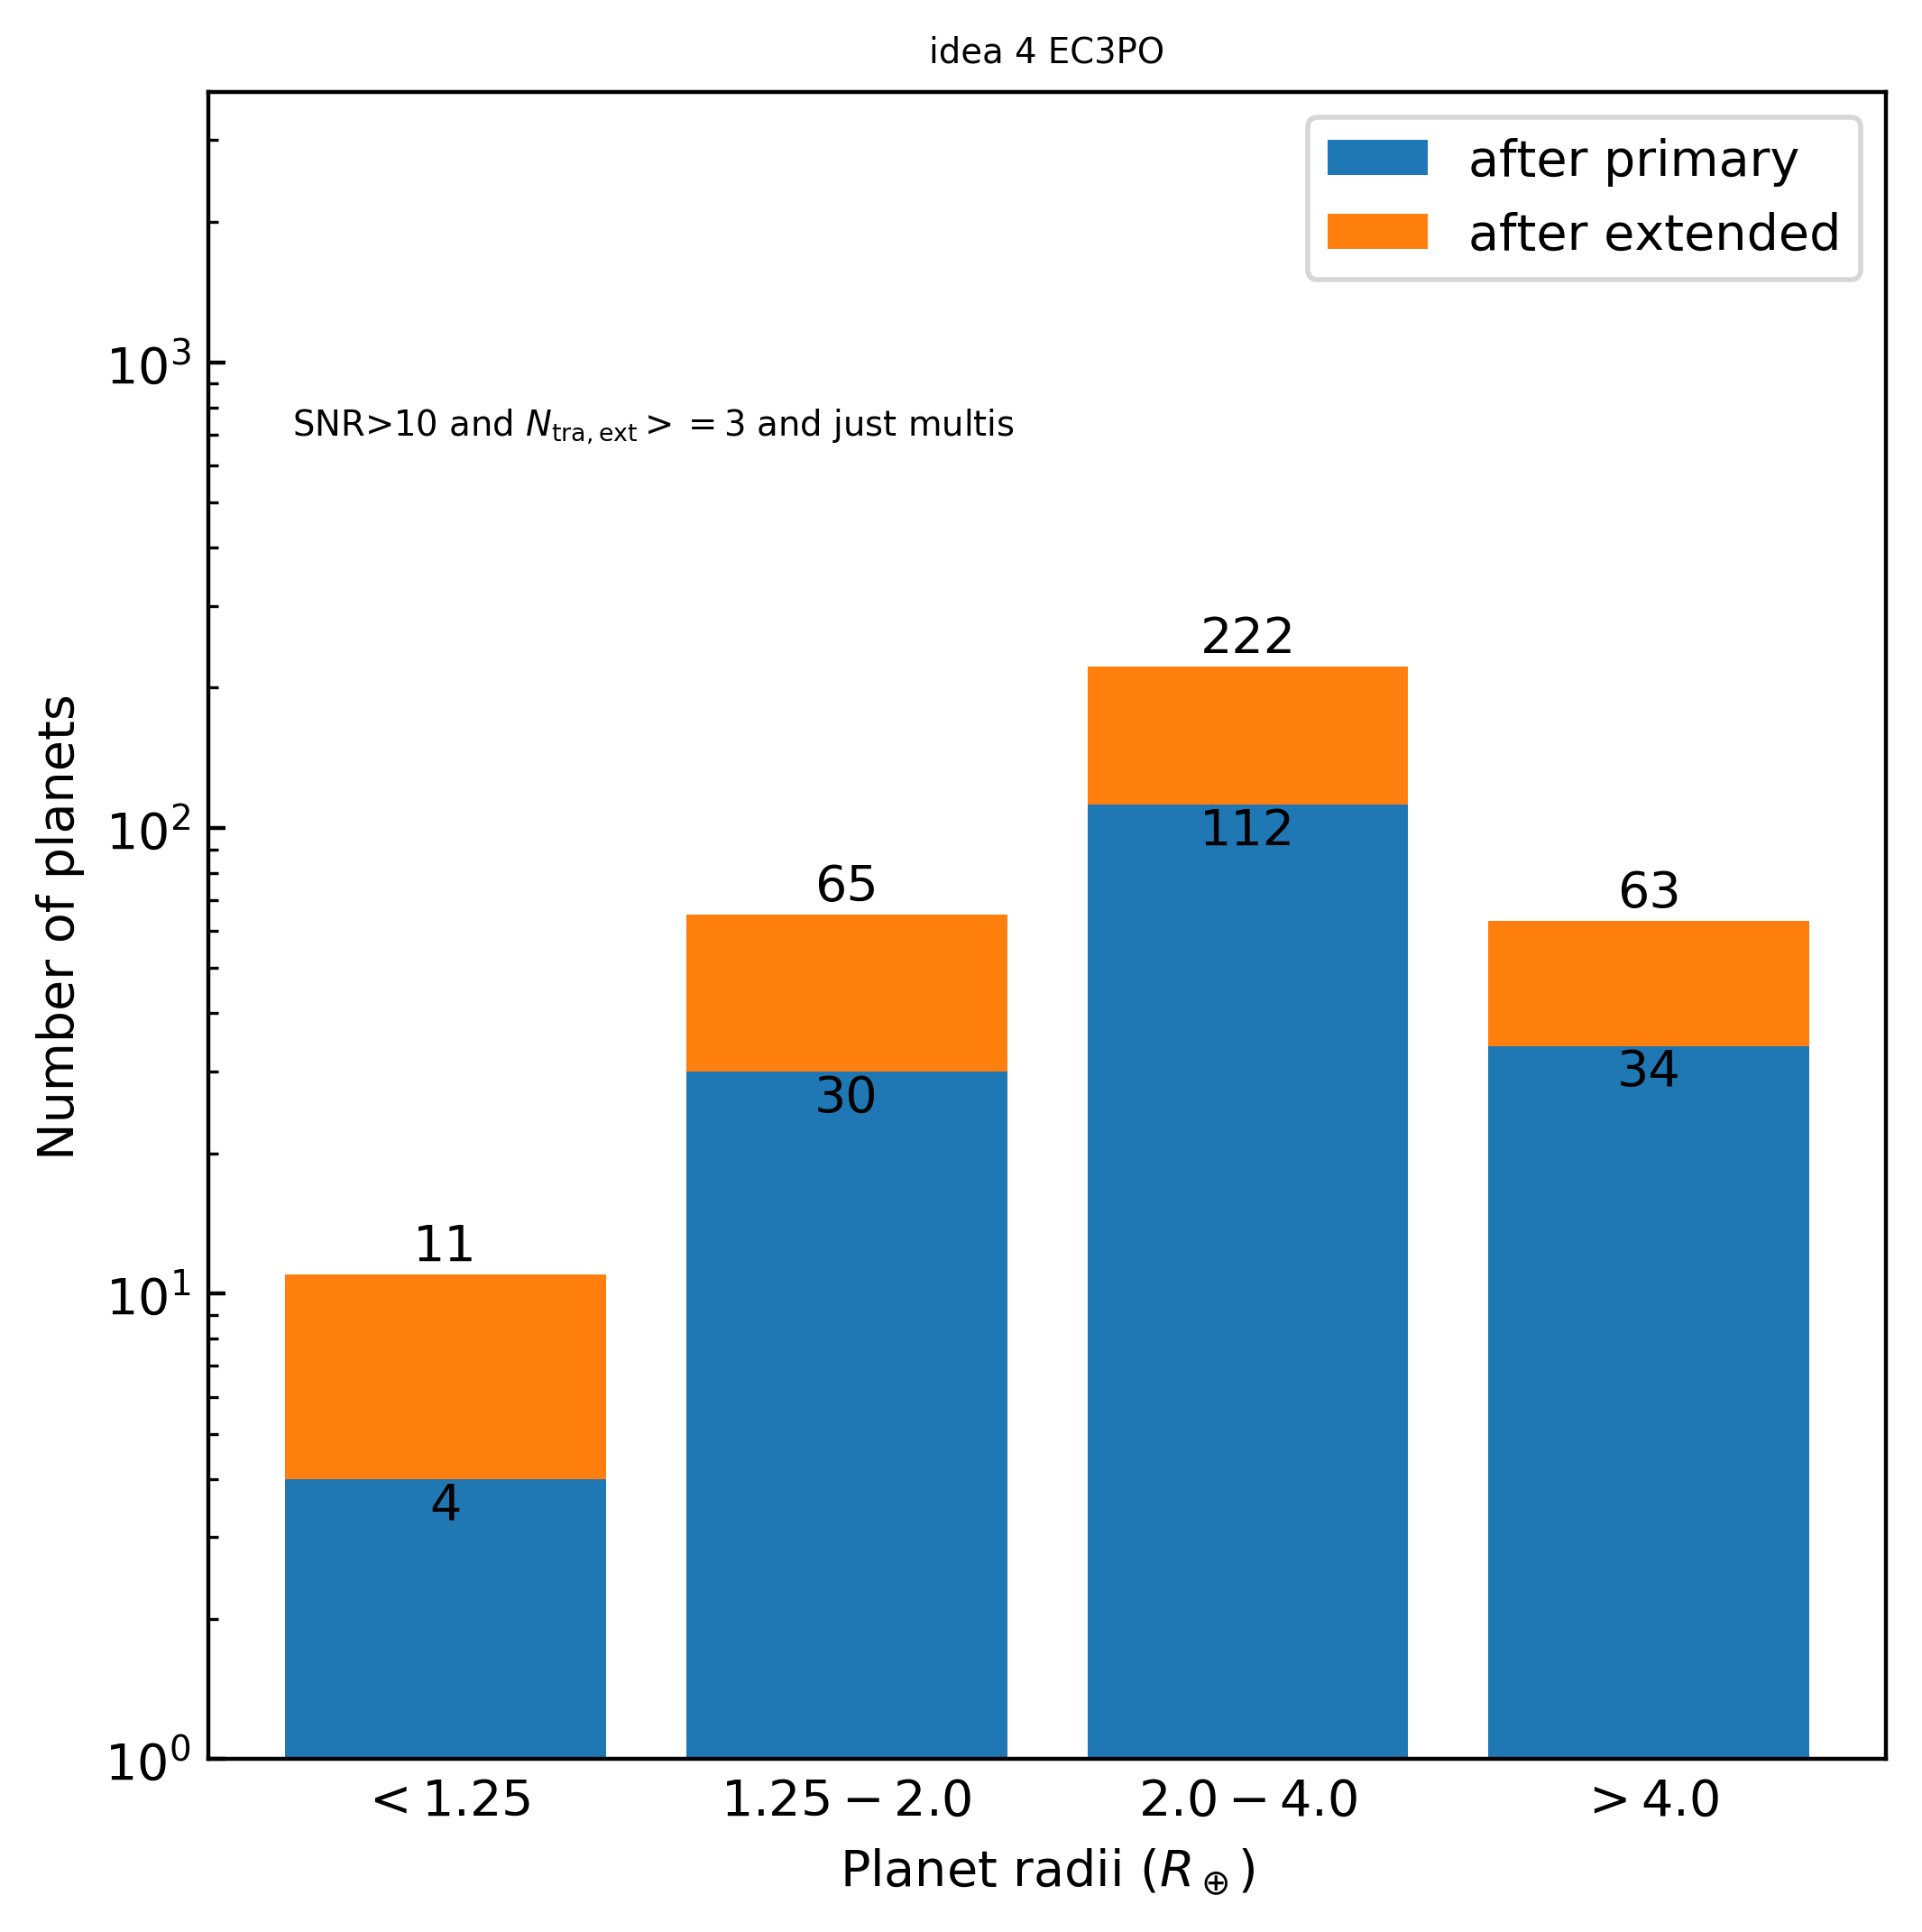 idea 4 EC3PO
after primary
after extended
10³
SNR>10 and N_tra,ext >= 3 and just multis
222
10²
112
65
63
30
34
11
10¹
4
10⁰
< 1.25
1.25 − 2.0
2.0 − 4.0
> 4.0
Number of planets
Planet radii (R_⊕)